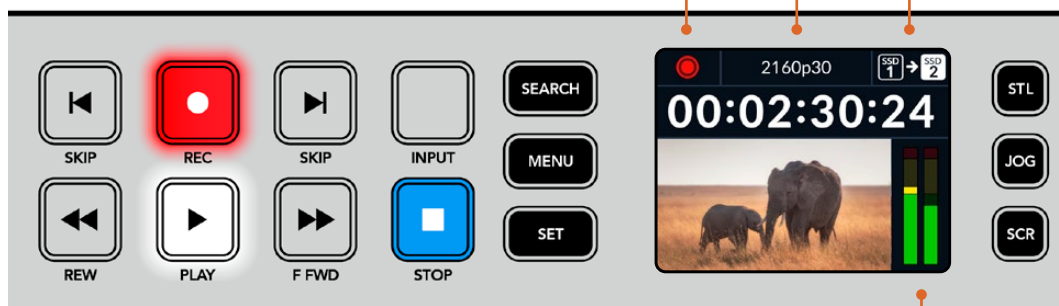 SKIP
REC
SKIP
INPUT
REW
PLAY
F FWD
STOP
SEARCH
MENU
SET
2160p30
SSD 1 → SSD 2
00:02:30:24
STL
JOG
SCR